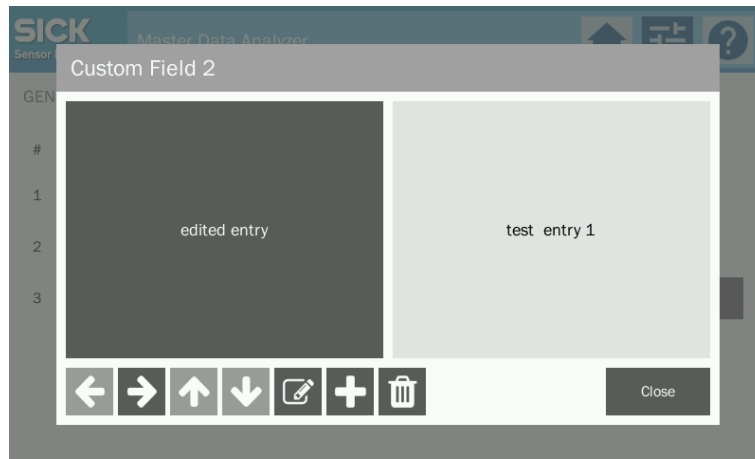 SICK
Sensor
Master Data Analyzer
?
Custom Field 2
GEN
#
1
2
3
edited entry
test entry 1
Close